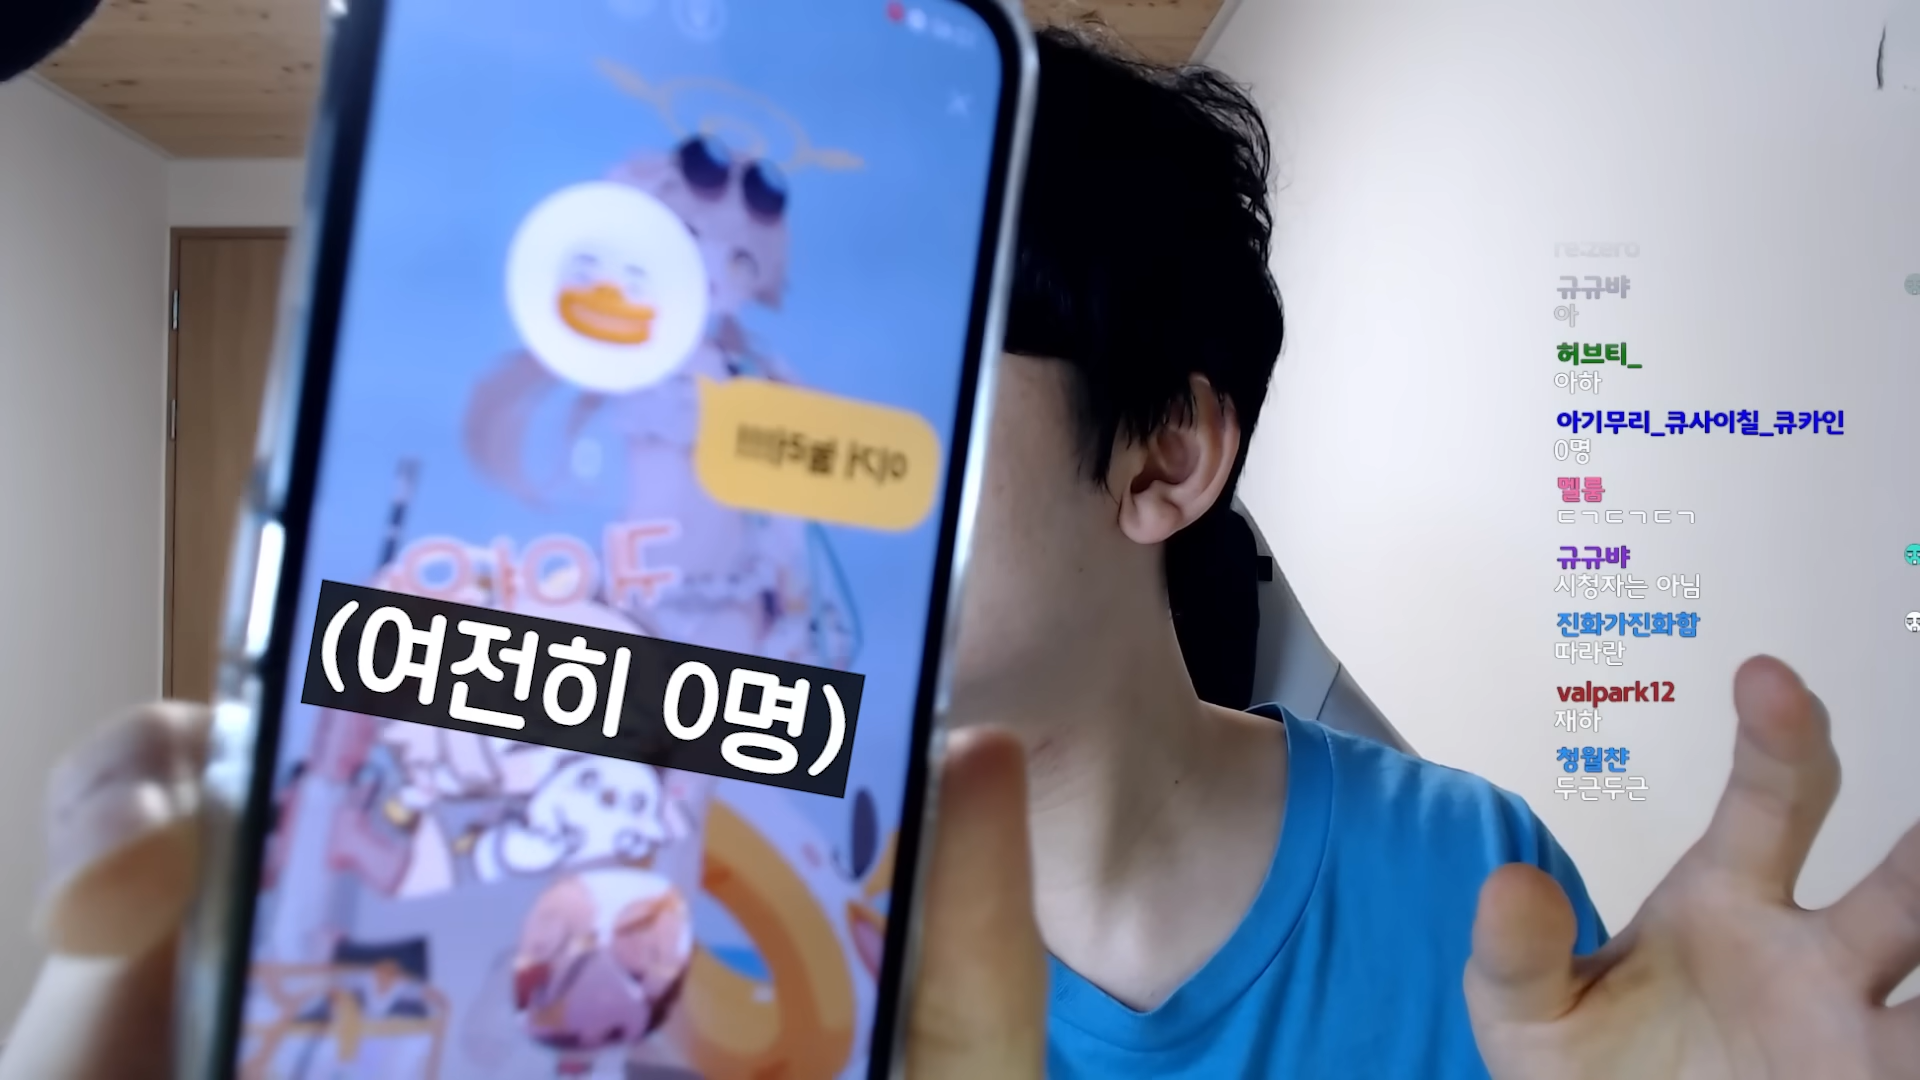 (여전히 0명)
re:zero
규규뱌
아
허브티_
아하
아기무리_큐사이칠_큐카인
0명
멜룸
ㄷㄱㄷㄱㄷㄱ
규규뱌
시청자는 아님
진화가진화함
따라란
valpark12
재하
청월챤
두근두근